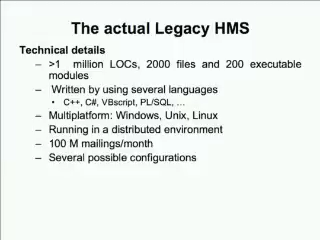 The actual Legacy HMS
Technical details
– >1 million LOCs, 2000 files and 200 executable
modules
– Written by using several languages
• C++, C#, VBscript, PL/SQL, …
– Multiplatform: Windows, Unix, Linux
– Running in a distributed environment
– 100 M mailings/month
– Several possible configurations